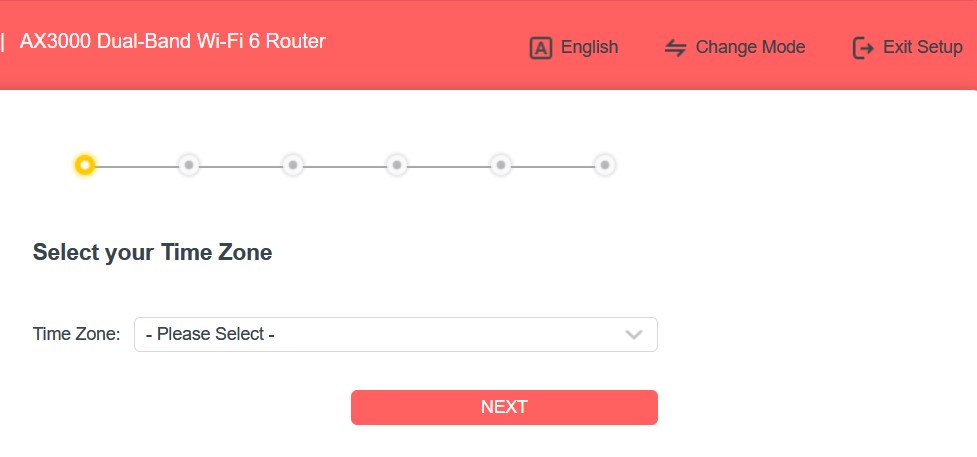 | AX3000 Dual-Band Wi-Fi 6 Router
A English
Change Mode
Exit Setup
Select your Time Zone
Time Zone: - Please Select -
NEXT